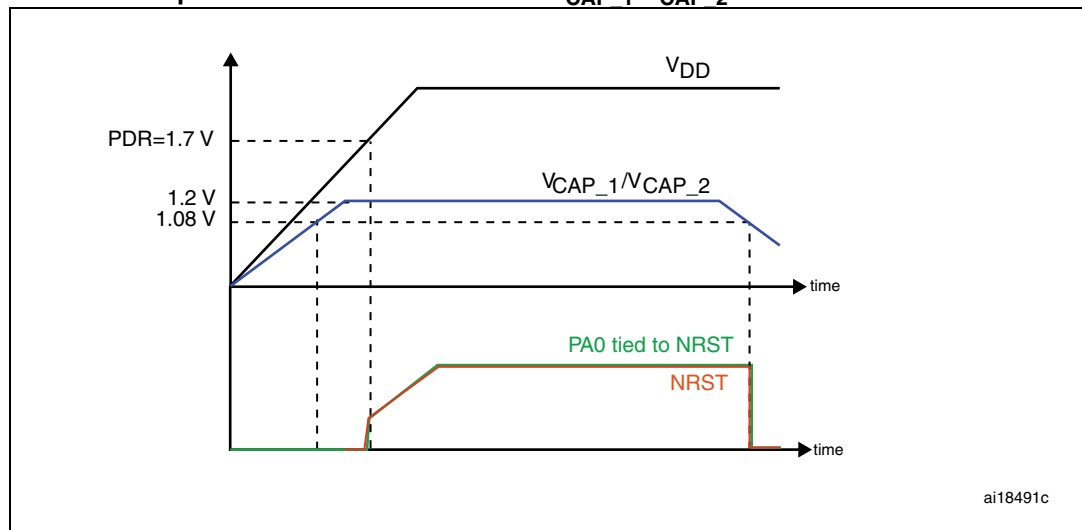 VDD
PDR=1.7 V
VCAP_1/VCAP_2
1.2 V
1.08 V
time
PA0 tied to NRST
NRST
time
ai18491c